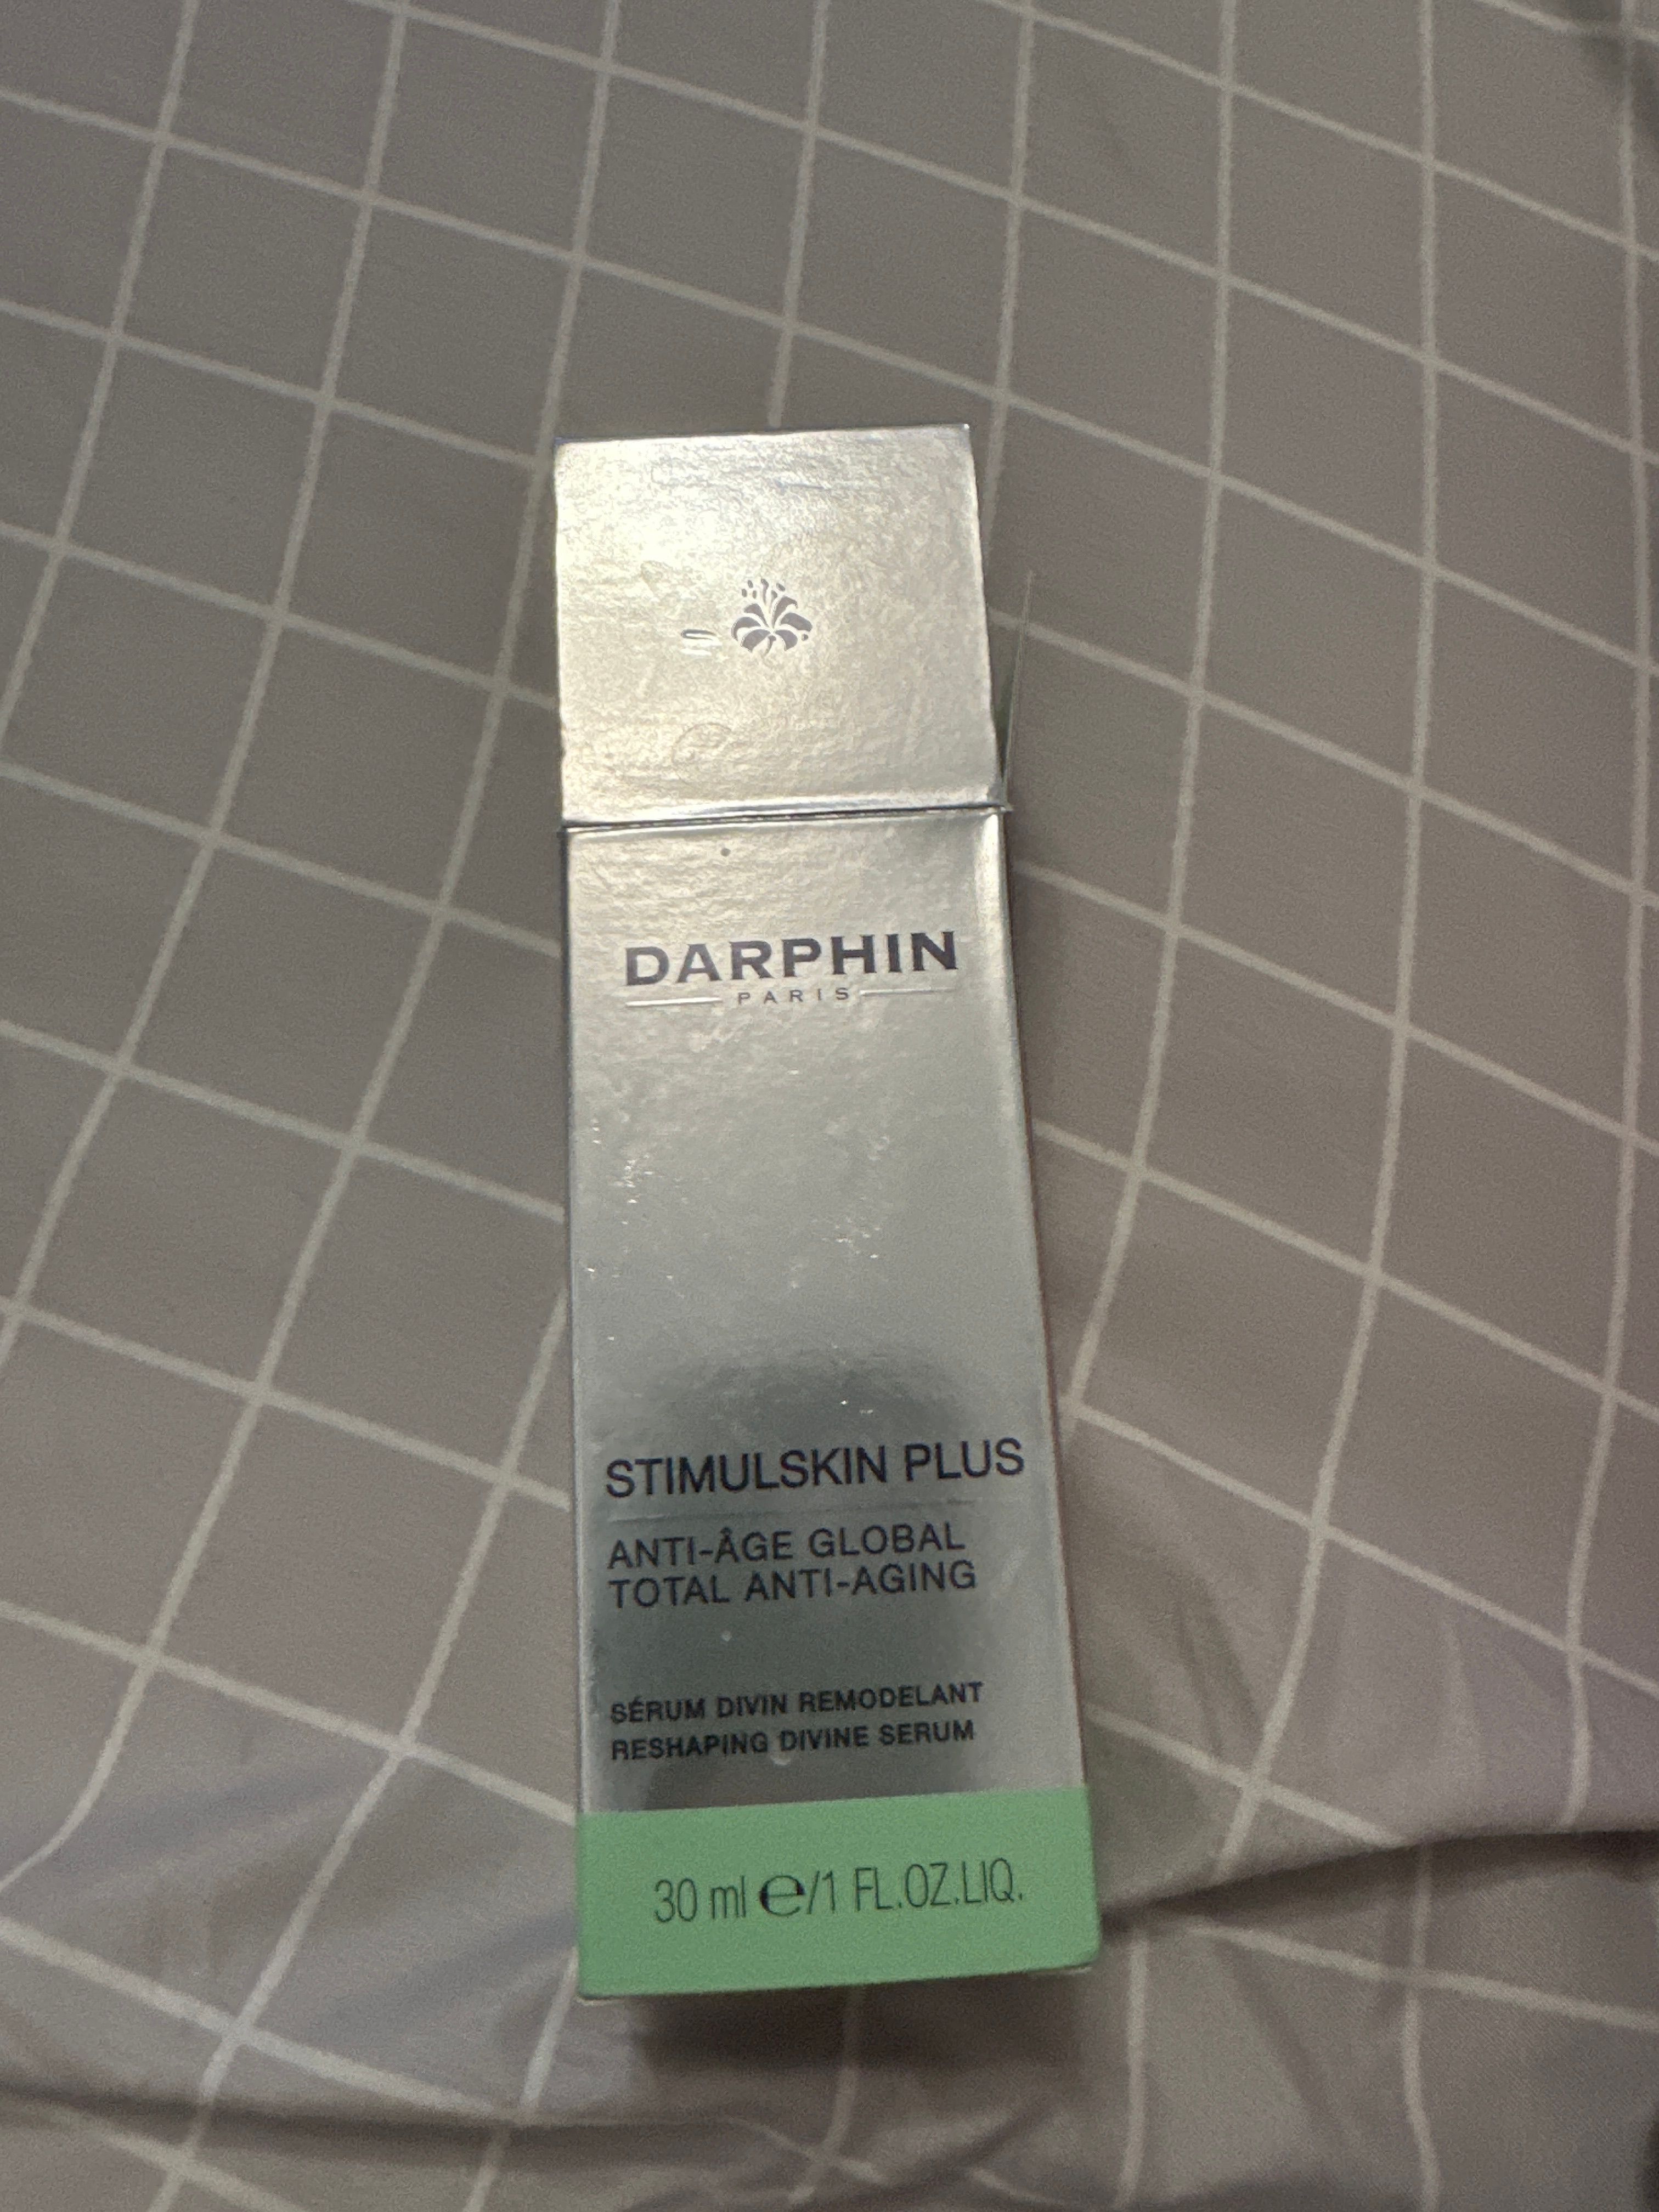 DARPHIN
PARIS
STIMULSKIN PLUS
ANTI-ÂGE GLOBAL
TOTAL ANTI-AGING
SÉRUM DIVIN REMODELANT
RESHAPING DIVINE SERUM
30 ml ℮/1 FL.OZ.LIQ.